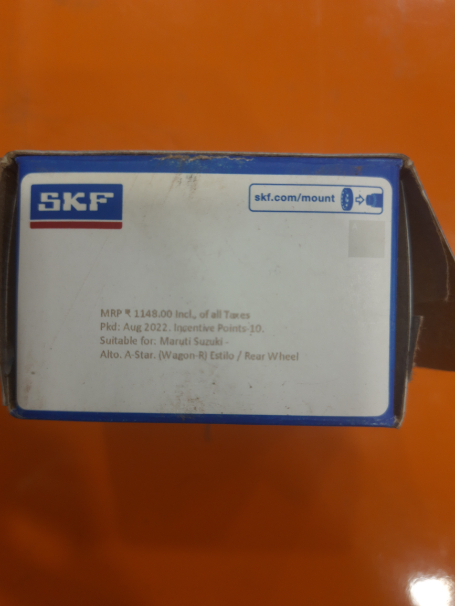 SKF
skf.com/mount
MRP ₹ 1148.00 Incl., of all Taxes
Pkd: Aug 2022. Incentive Points-10.
Suitable for: Maruti Suzuki -
Alto. A-Star. (Wagon-R) Estilo / Rear Wheel